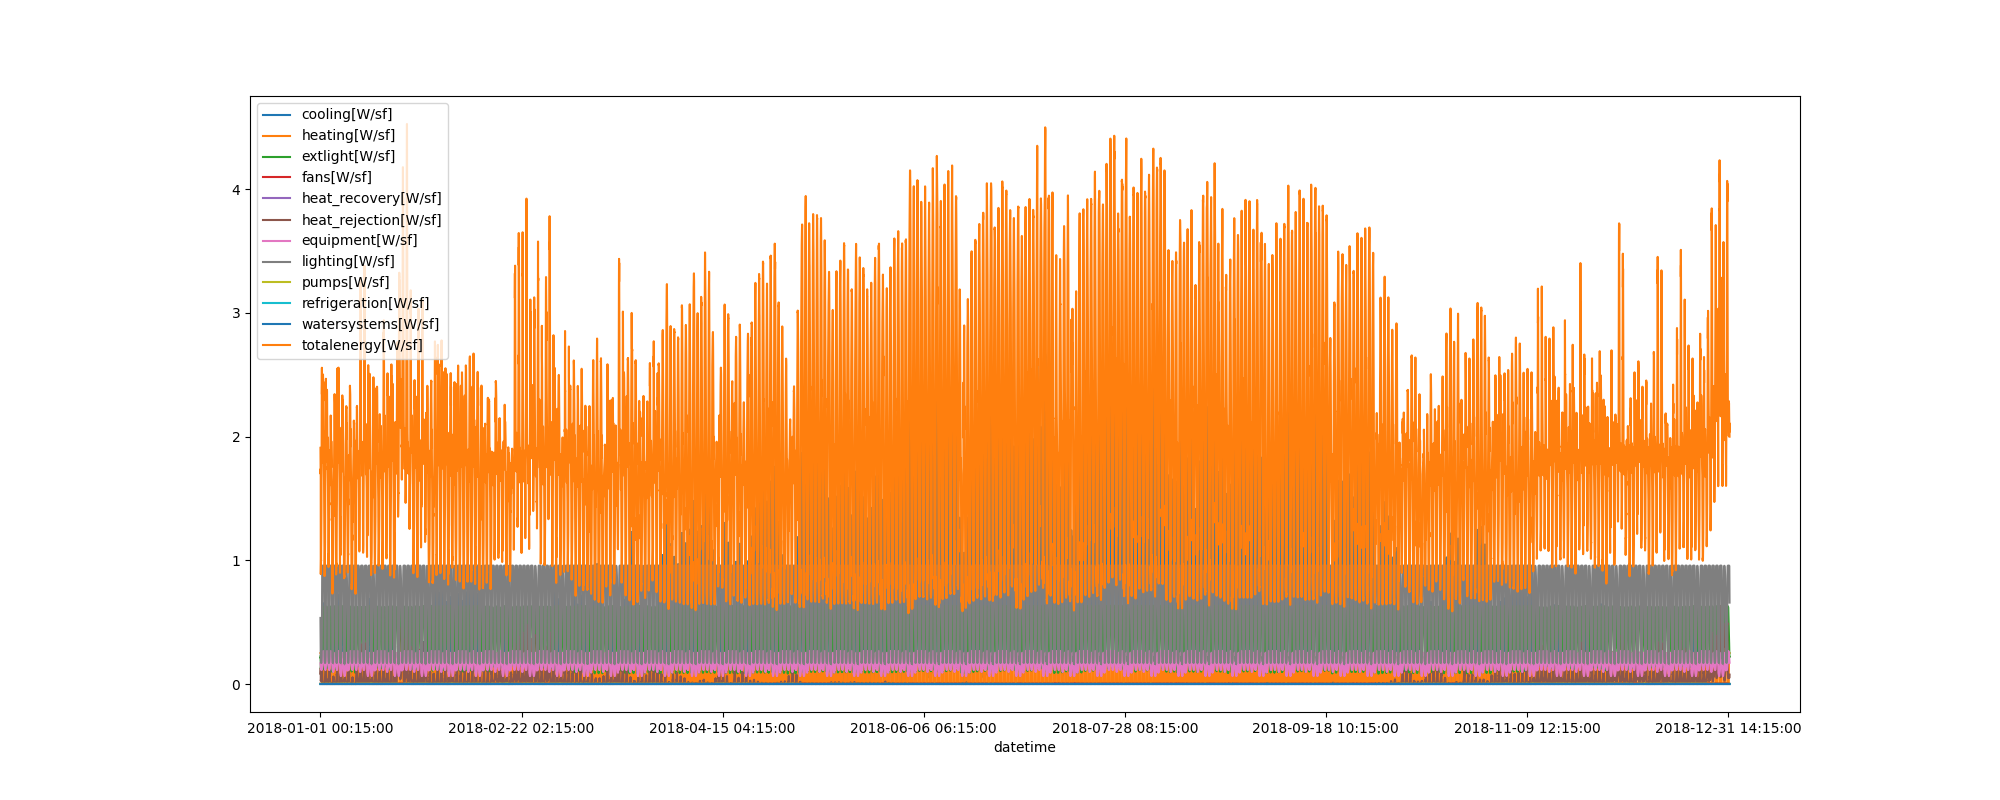 cooling[W/sf]
heating[W/sf]
extlight[W/sf]
fans[W/sf]
heat_recovery[W/sf]
heat_rejection[W/sf]
equipment[W/sf]
lighting[W/sf]
pumps[W/sf]
refrigeration[W/sf]
watersystems[W/sf]
totalenergy[W/sf]
4
3
2
1
0
2018-01-01 00:15:00 2018-02-22 02:15:00 2018-04-15 04:15:00 2018-06-06 06:15:00 2018-07-28 08:15:00 2018-09-18 10:15:00 2018-11-09 12:15:00 2018-12-31 14:15:00
datetime